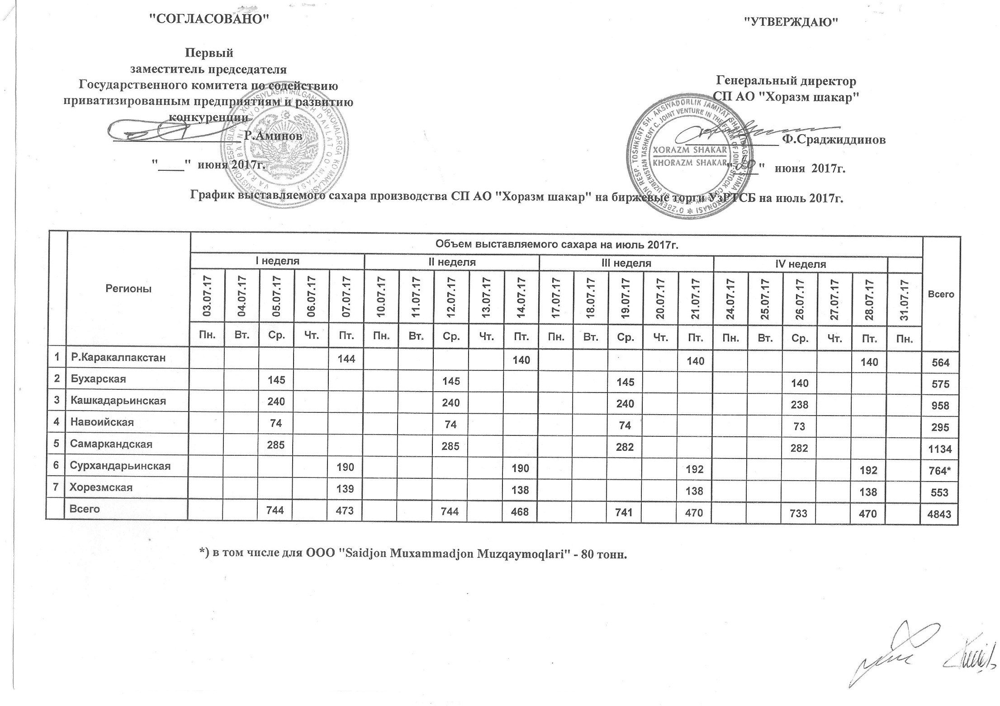 "СОГЛАСОВАНО"
Первый
заместитель председателя
Государственного комитета по содействию
приватизированным предприятиям и развитию
конкуренции
Р.Аминов
"____" июня 2017г.
"УТВЕРЖДАЮ"
Генеральный директор
СП АО "Хоразм шакар"
Ф.Сраджиддинов
"20" июня 2017г.
XORAZM SHAKAR
KHORAZM SHAKAR
График выставляемого сахара производства СП АО "Хоразм шакар" на биржевые торги УзРТСБ на июль 2017г.
Регионы Объем выставляемого сахара на июль 2017г. Всего
I неделя II неделя III неделя IV неделя
03.07.17 04.07.17 05.07.17 06.07.17 07.07.17 10.07.17 11.07.17 12.07.17 13.07.17 14.07.17 17.07.17 18.07.17 19.07.17 20.07.17 21.07.17 24.07.17 25.07.17 26.07.17 27.07.17 28.07.17 31.07.17
Пн. Вт. Ср. Чт. Пт. Пн. Вт. Ср. Чт. Пт. Пн. Вт. Ср. Чт. Пт. Пн. Вт. Ср. Чт. Пт. Пн.
1 Р.Каракалпакстан 144 140 140 140 564
2 Бухарская 145 145 145 140 575
3 Кашкадарьинская 240 240 240 238 958
4 Навоийская 74 74 74 73 295
5 Самаркандская 285 285 282 282 1134
6 Сурхандарьинская 190 190 192 192 764*
7 Хорезмская 139 138 138 138 553
Всего 744 473 744 468 741 470 733 470 4843
*) в том числе для ООО "Saidjon Muxammadjon Muzqaymoqlari" - 80 тонн.